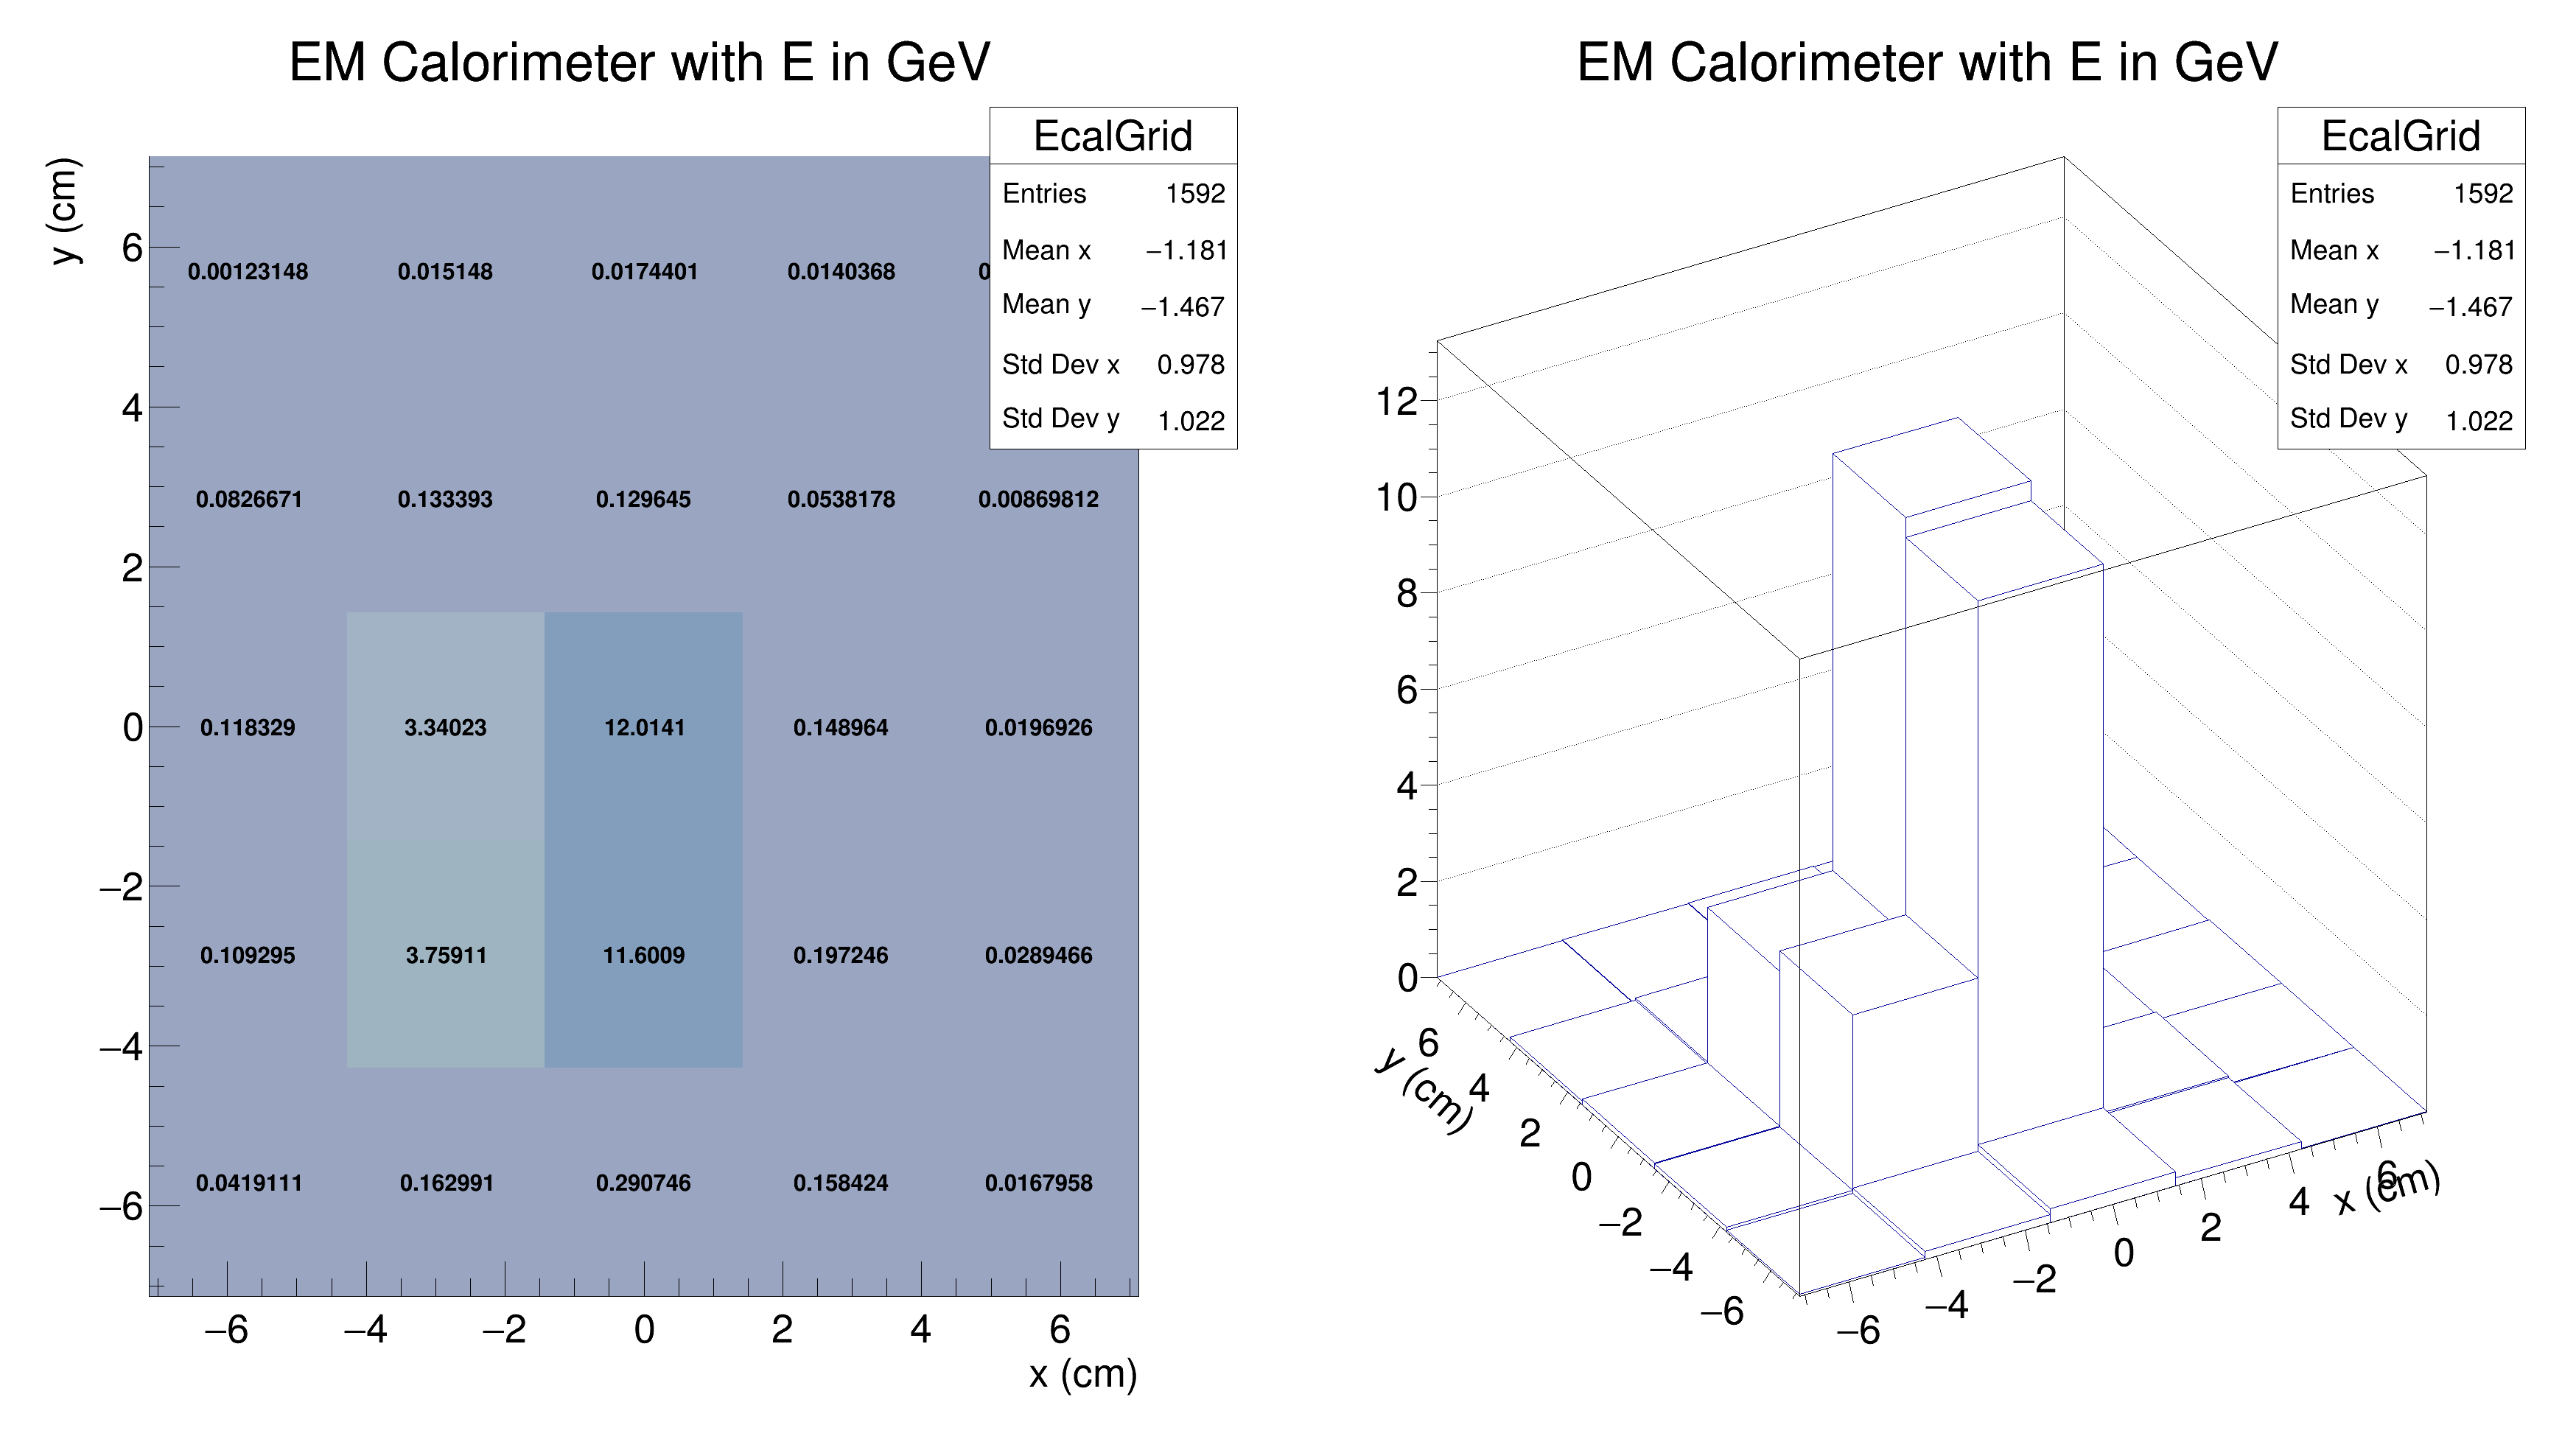 EM Calorimeter with E in GeV
EcalGrid
Entries 1592
Mean x −1.181
Mean y −1.467
Std Dev x 0.978
Std Dev y 1.022
y (cm)
6
4
2
0
−2
−4
−6
0.00123148 0.015148 0.0174401 0.0140368
0.0826671 0.133393 0.129645 0.0538178 0.00869812
0.118329 3.34023 12.0141 0.148964 0.0196926
0.109295 3.75911 11.6009 0.197246 0.0289466
0.0419111 0.162991 0.290746 0.158424 0.0167958
−6 −4 −2 0 2 4 6
x (cm)
EM Calorimeter with E in GeV
EcalGrid
Entries 1592
Mean x −1.181
Mean y −1.467
Std Dev x 0.978
Std Dev y 1.022
12
10
8
6
4
2
0
6
4
2
0
−2
−4
−6
y (cm)
−6
−4
−2
0
2
4
6
x (cm)